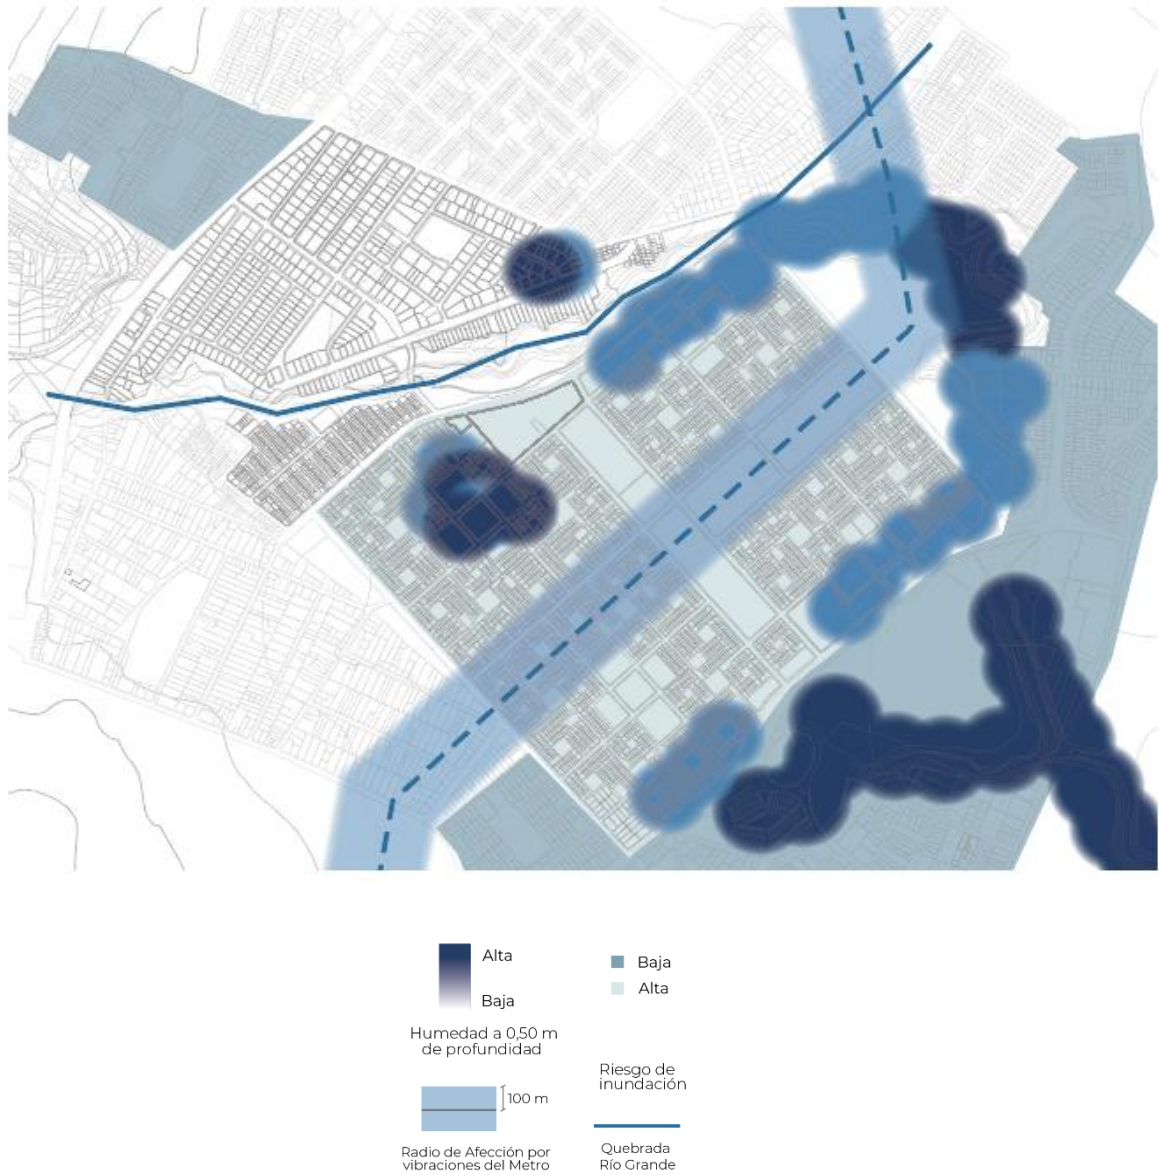 Alta
Baja
Humedad a 0,50 m
de profundidad
Baja
Alta
Riesgo de
inundación
100 m
Radio de Afección por
vibraciones del Metro
Quebrada
Río Grande